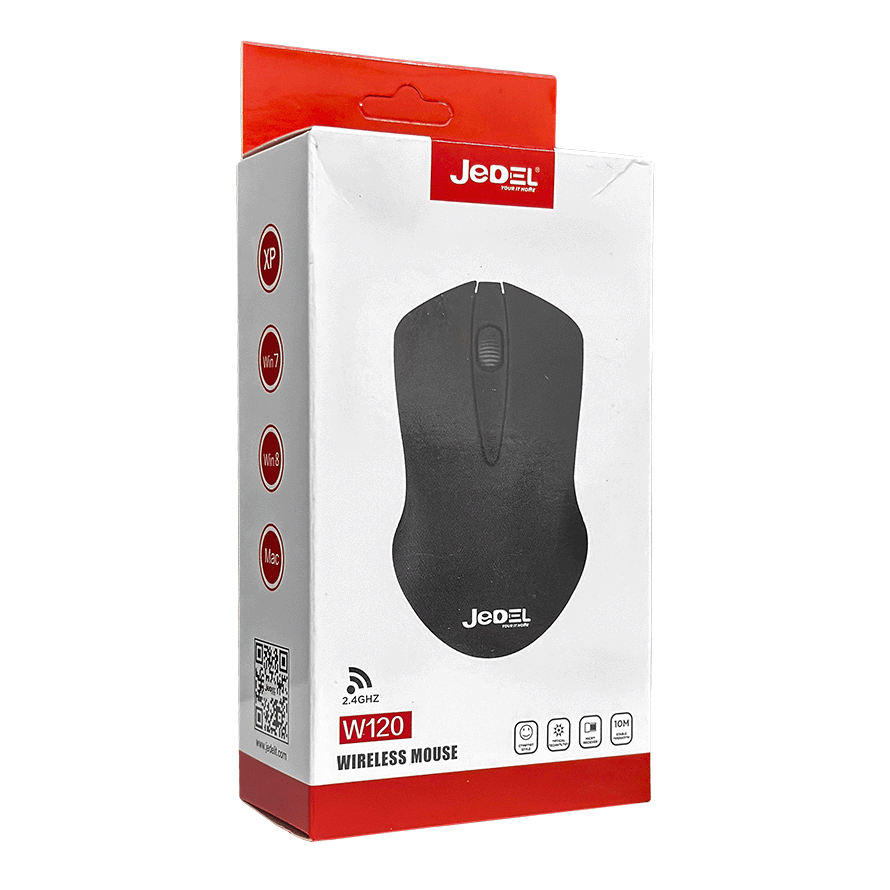 JeDEL®
YOUR IT HOME
XP
Win7
Win8
Mac
www.jedelit.com
JeDEL
YOUR IT HOME
2.4GHZ
W120
WIRELESS MOUSE
10M